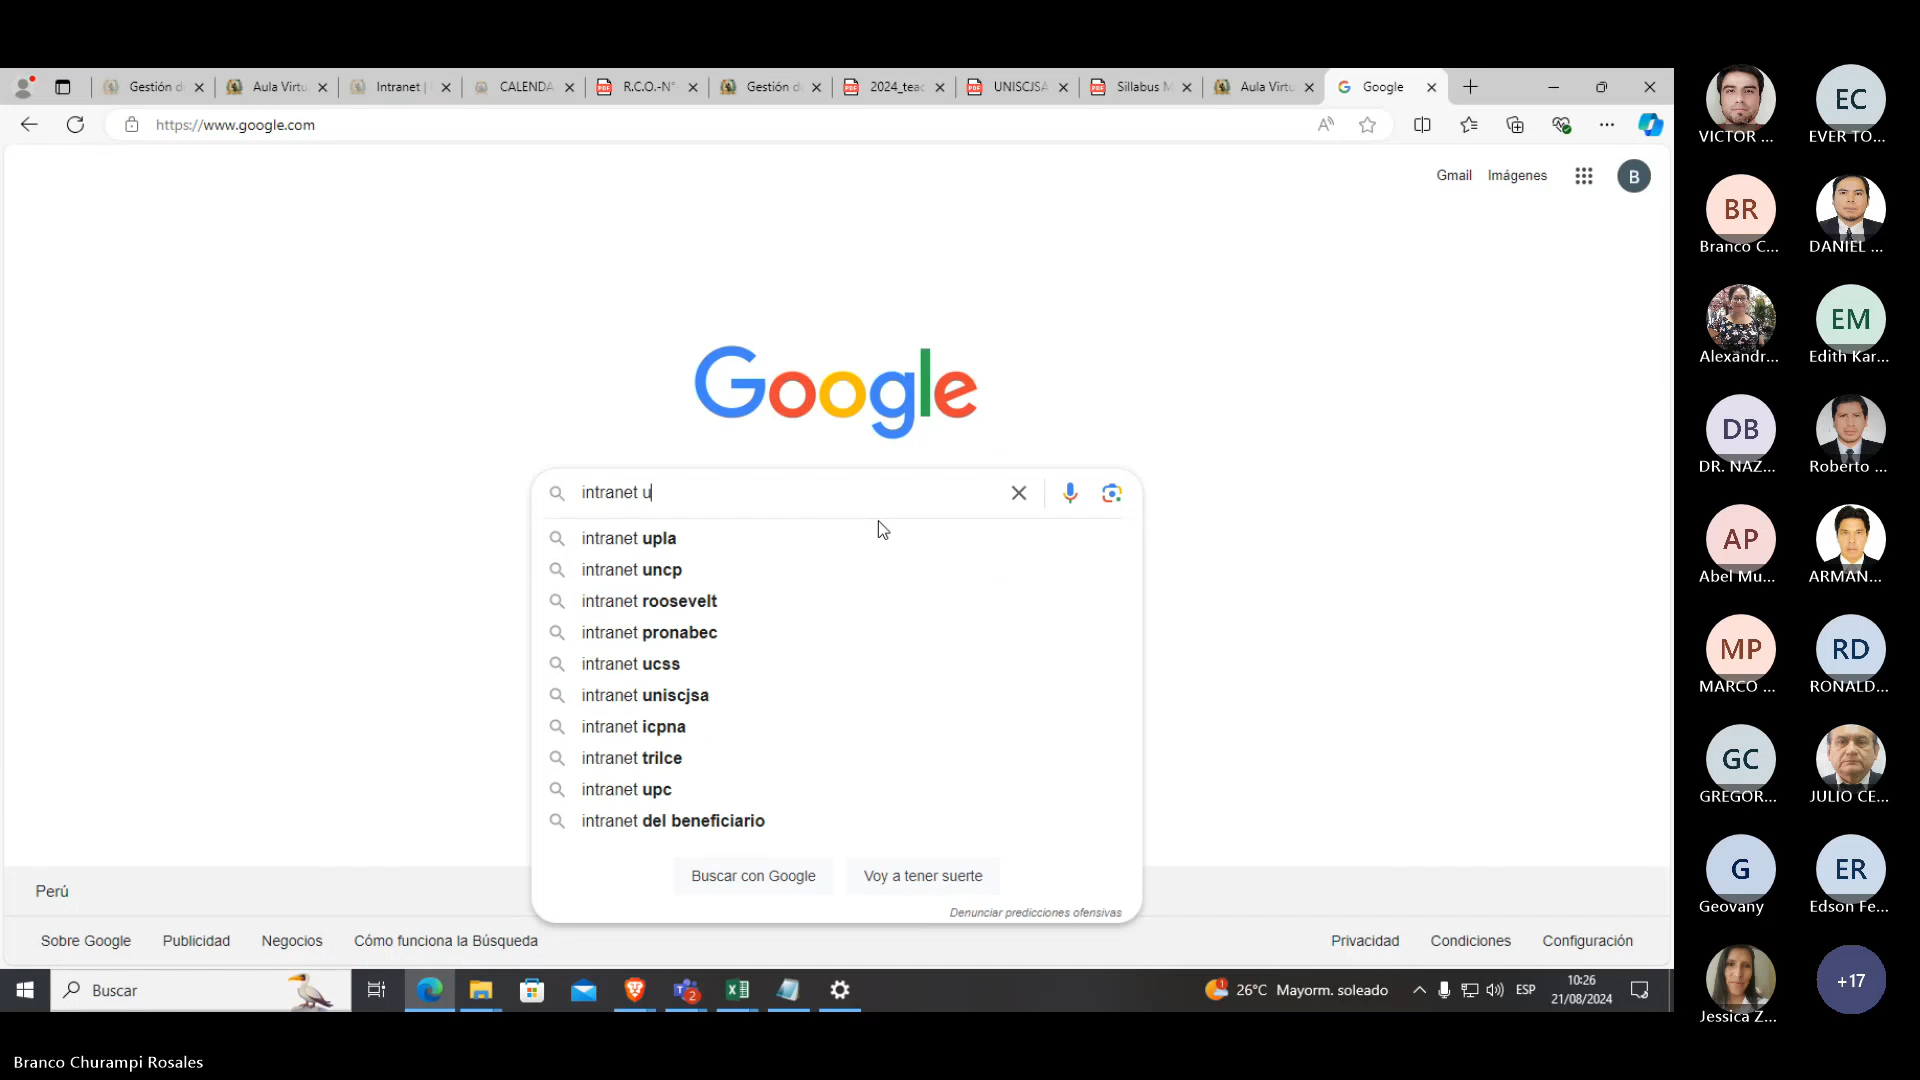 Gestión d
Aula Virtu
Intranet |
CALENDA
R.C.O.-N°
Gestión d
2024_teac
UNISCJSA
Sillabus M
Aula Virtu
Google
https://www.google.com
Gmail
Imágenes
B
Google
intranet u
intranet upla
intranet uncp
intranet roosevelt
intranet pronabec
intranet ucss
intranet uniscjsa
intranet icpna
intranet trilce
intranet upc
intranet del beneficiario
Buscar con Google
Voy a tener suerte
Denunciar predicciones ofensivas
Perú
Sobre Google
Publicidad
Negocios
Cómo funciona la Búsqueda
Privacidad
Condiciones
Configuración
Buscar
26°C Mayorm. soleado
ESP
10:26
21/08/2024
VICTOR ...
EC
EVER TO...
BR
Branco C...
DANIEL ...
Alexandr...
EM
Edith Kar...
DB
DR. NAZ...
Roberto ...
AP
Abel Mu...
ARMAN...
MP
MARCO ...
RD
RONALD...
GC
GREGOR...
JULIO CE...
G
Geovany
ER
Edson Fe...
Jessica Z...
+17
Branco Churampi Rosales